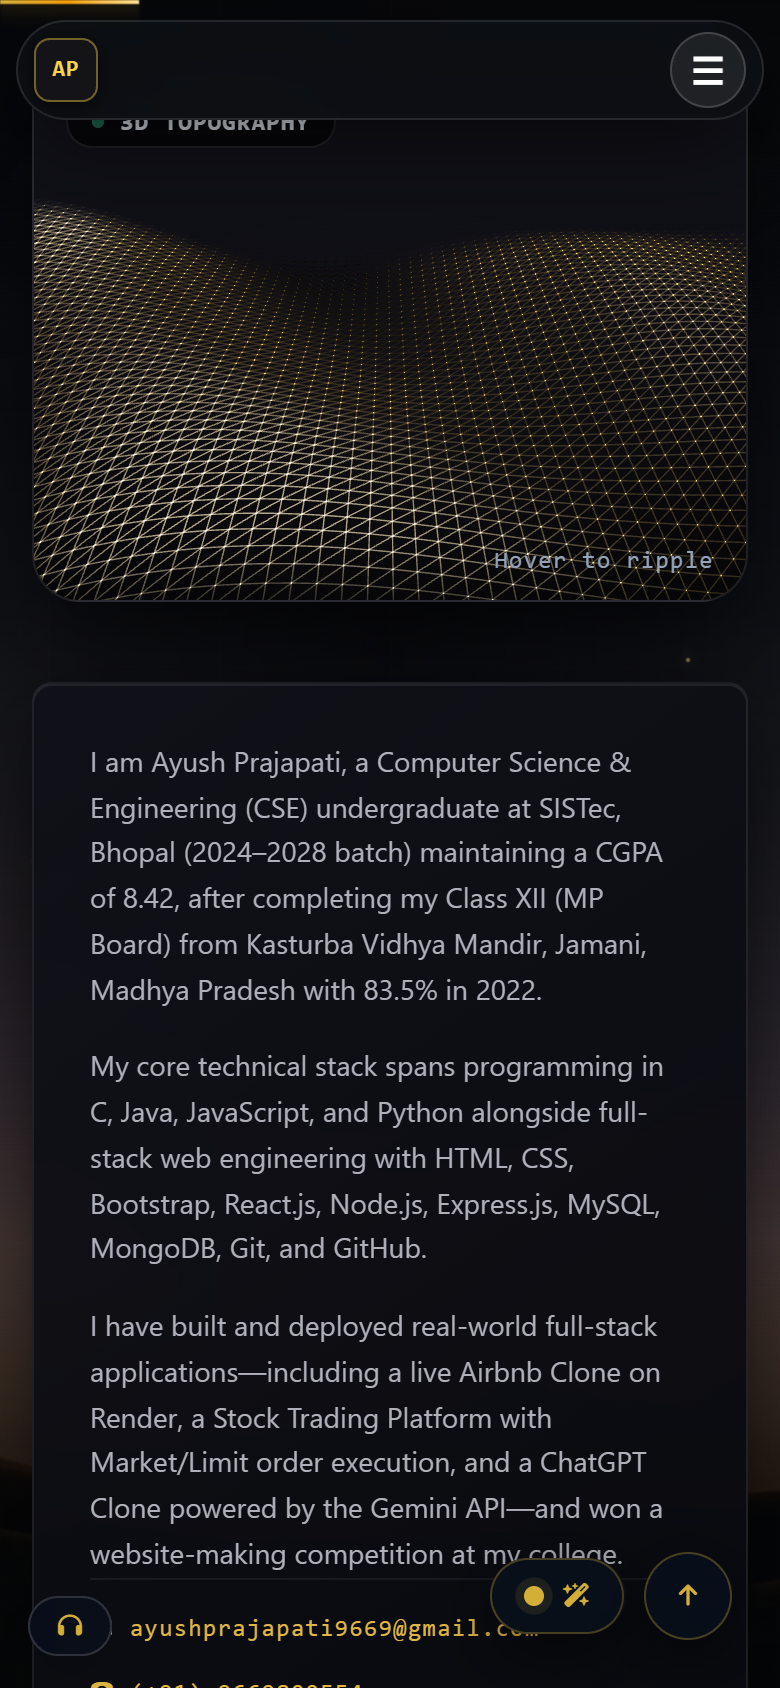 AP
3D TOPOGRAPHY
Hover to ripple
I am Ayush Prajapati, a Computer Science &
Engineering (CSE) undergraduate at SISTec,
Bhopal (2024–2028 batch) maintaining a CGPA
of 8.42, after completing my Class XII (MP
Board) from Kasturba Vidhya Mandir, Jamani,
Madhya Pradesh with 83.5% in 2022.
My core technical stack spans programming in
C, Java, JavaScript, and Python alongside full-
stack web engineering with HTML, CSS,
Bootstrap, React.js, Node.js, Express.js, MySQL,
MongoDB, Git, and GitHub.
I have built and deployed real-world full-stack
applications—including a live Airbnb Clone on
Render, a Stock Trading Platform with
Market/Limit order execution, and a ChatGPT
Clone powered by the Gemini API—and won a
website-making competition at my college.
ayushprajapati9669@gmail.com